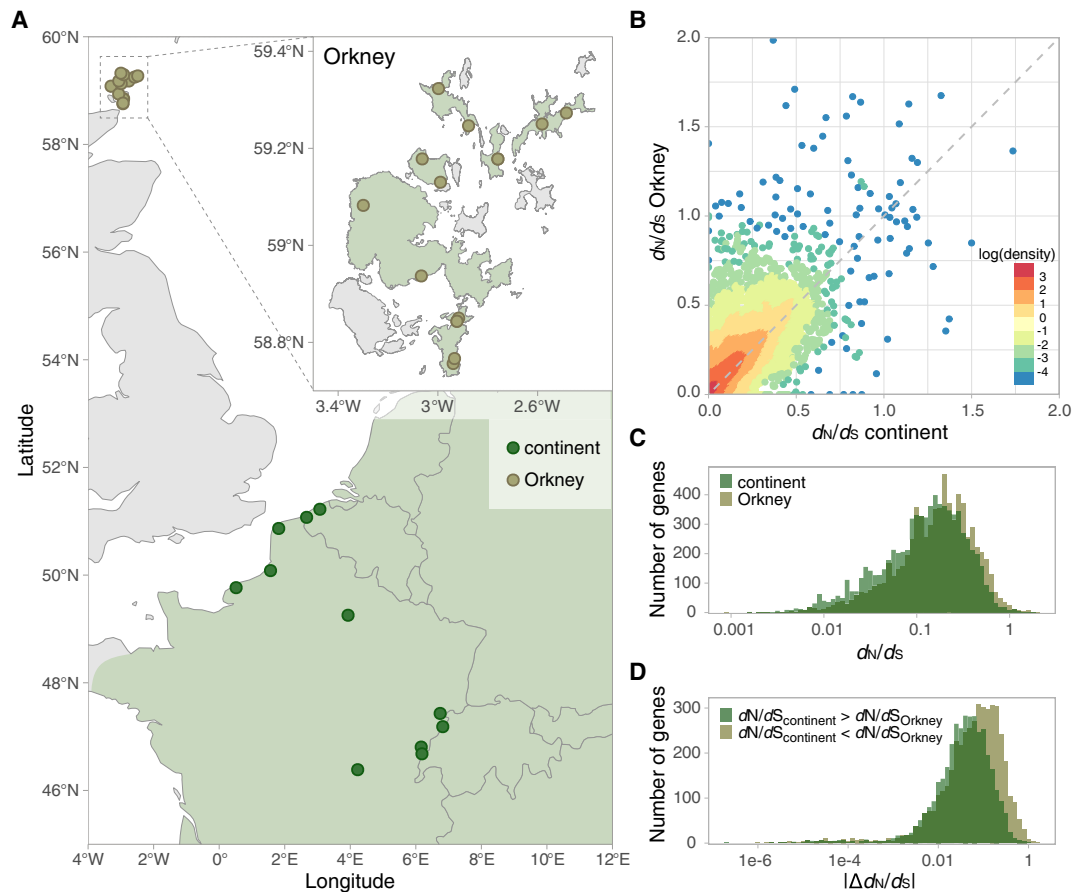 A
60°N
58°N
56°N
54°N
52°N
50°N
48°N
46°N
Latitude
4°W
2°W
0°
2°E
4°E
6°E
8°E
10°E
12°E
Longitude
Orkney
59.4°N
59.2°N
59°N
58.8°N
3.4°W
3°W
2.6°W
continent
Orkney
B
2.0
1.5
1.0
0.5
0.0
dN/dS Orkney
0.0
0.5
1.0
1.5
2.0
dN/dS continent
log(density)
3
2
1
0
-1
-2
-3
-4
C
400
300
200
100
0
Number of genes
continent
Orkney
0.001
0.01
0.1
1
dN/dS
D
300
200
100
0
Number of genes
dN/dScontinent > dN/dSOrkney
dN/dScontinent < dN/dSOrkney
1e-6
1e-4
0.01
1
|ΔdN/dS|